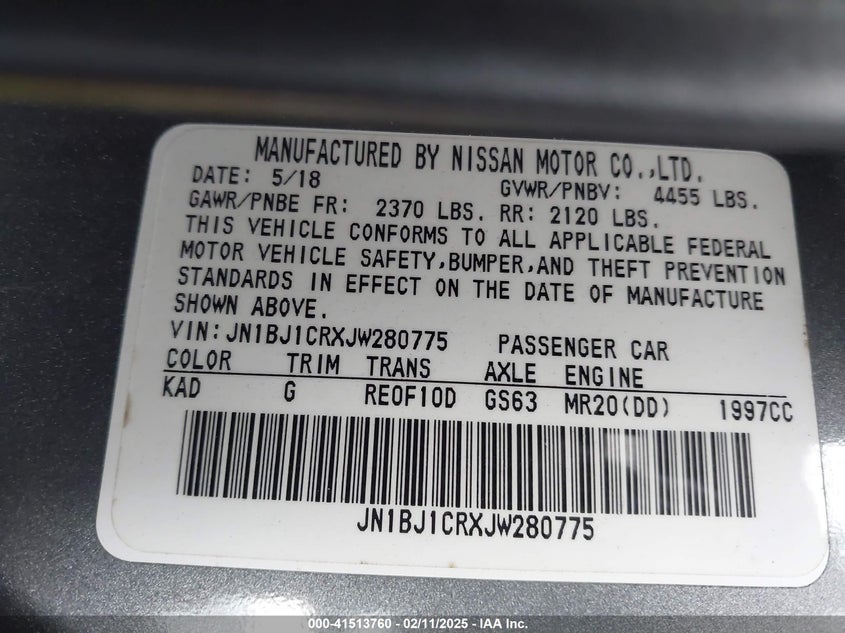 MANUFACTURED BY NISSAN MOTOR CO.,LTD.
DATE: 5/18 GVWR/PNBV: 4455 LBS.
GAWR/PNBE FR: 2370 LBS. RR: 2120 LBS.
THIS VEHICLE CONFORMS TO ALL APPLICABLE FEDERAL
MOTOR VEHICLE SAFETY,BUMPER,AND THEFT PREVENTION
STANDARDS IN EFFECT ON THE DATE OF MANUFACTURE
SHOWN ABOVE.
VIN:JN1BJ1CRXJW280775 PASSENGER CAR
COLOR TRIM TRANS AXLE ENGINE
KAD G RE0F10D GS63 MR20(DD) 1997CC
JN1BJ1CRXJW280775
000-41513760 - 02/11/2025 - IAA Inc.